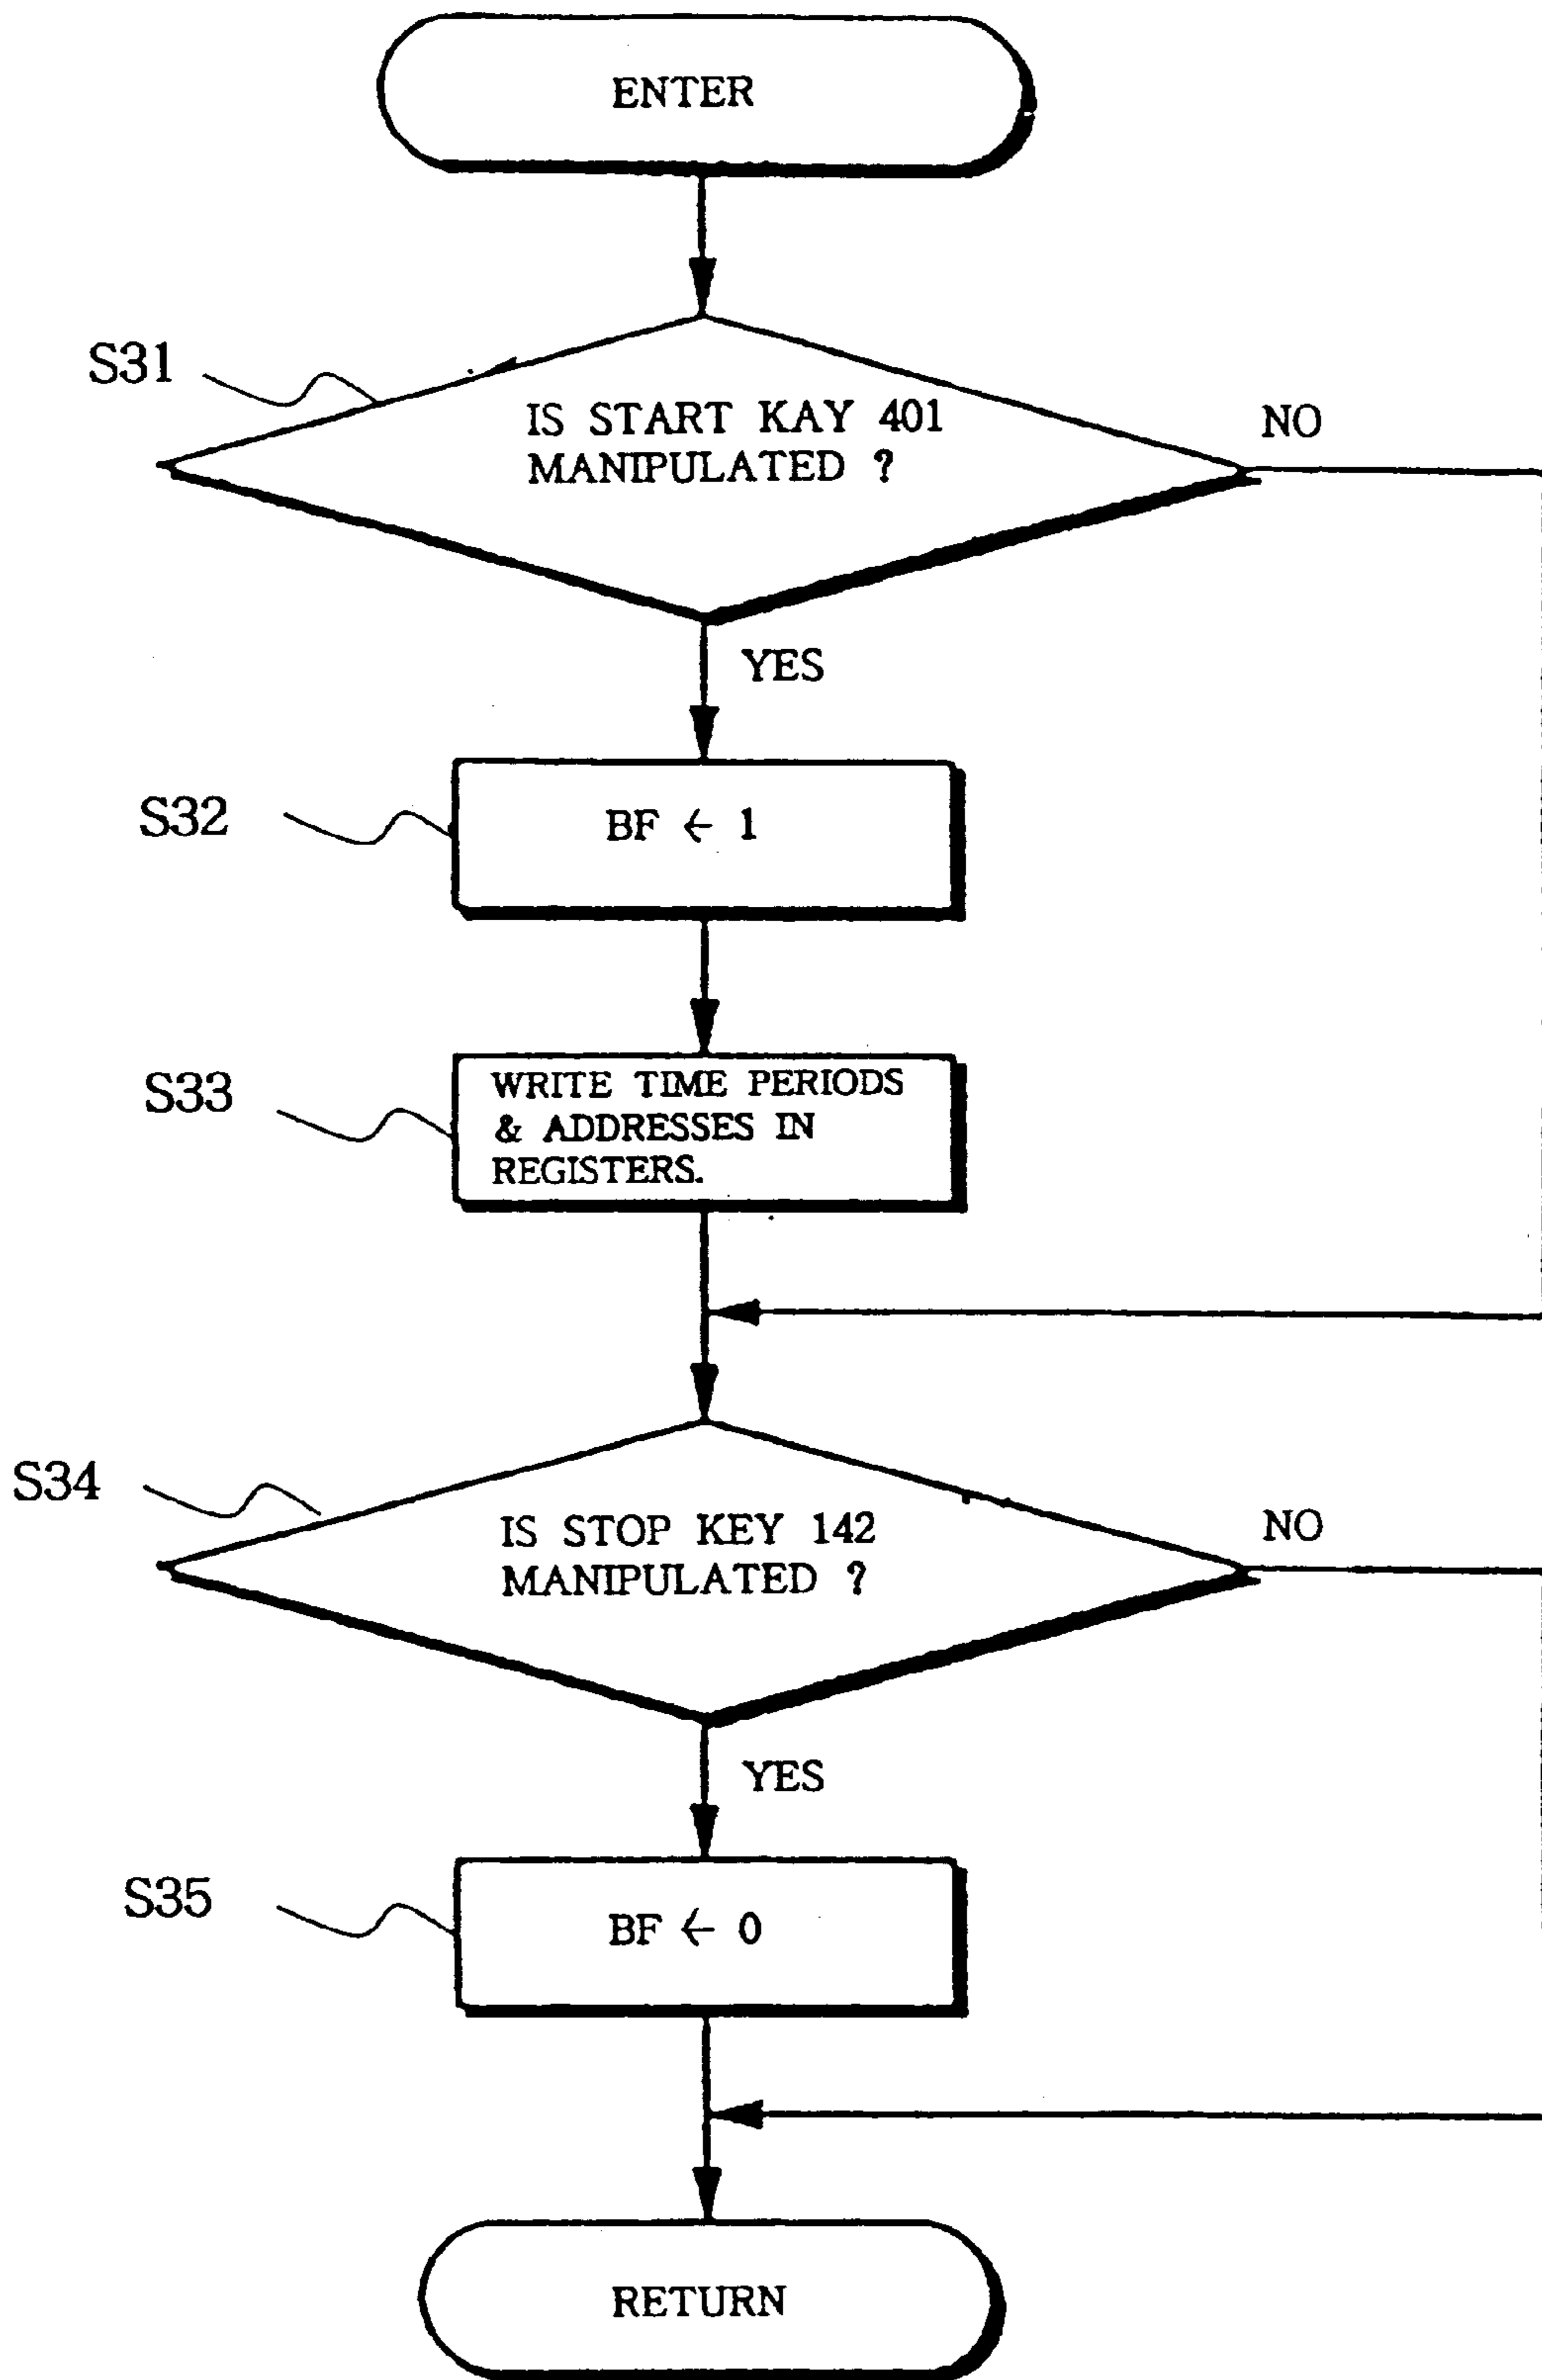 ENTER
S31
IS START KAY 401
MANIPULATED ?
NO
YES
S32
BF ← 1
S33
WRITE TIME PERIODS
& ADDRESSES IN
REGISTERS.
S34
IS STOP KEY 142
MANIPULATED ?
NO
YES
S35
BF ← 0
RETURN